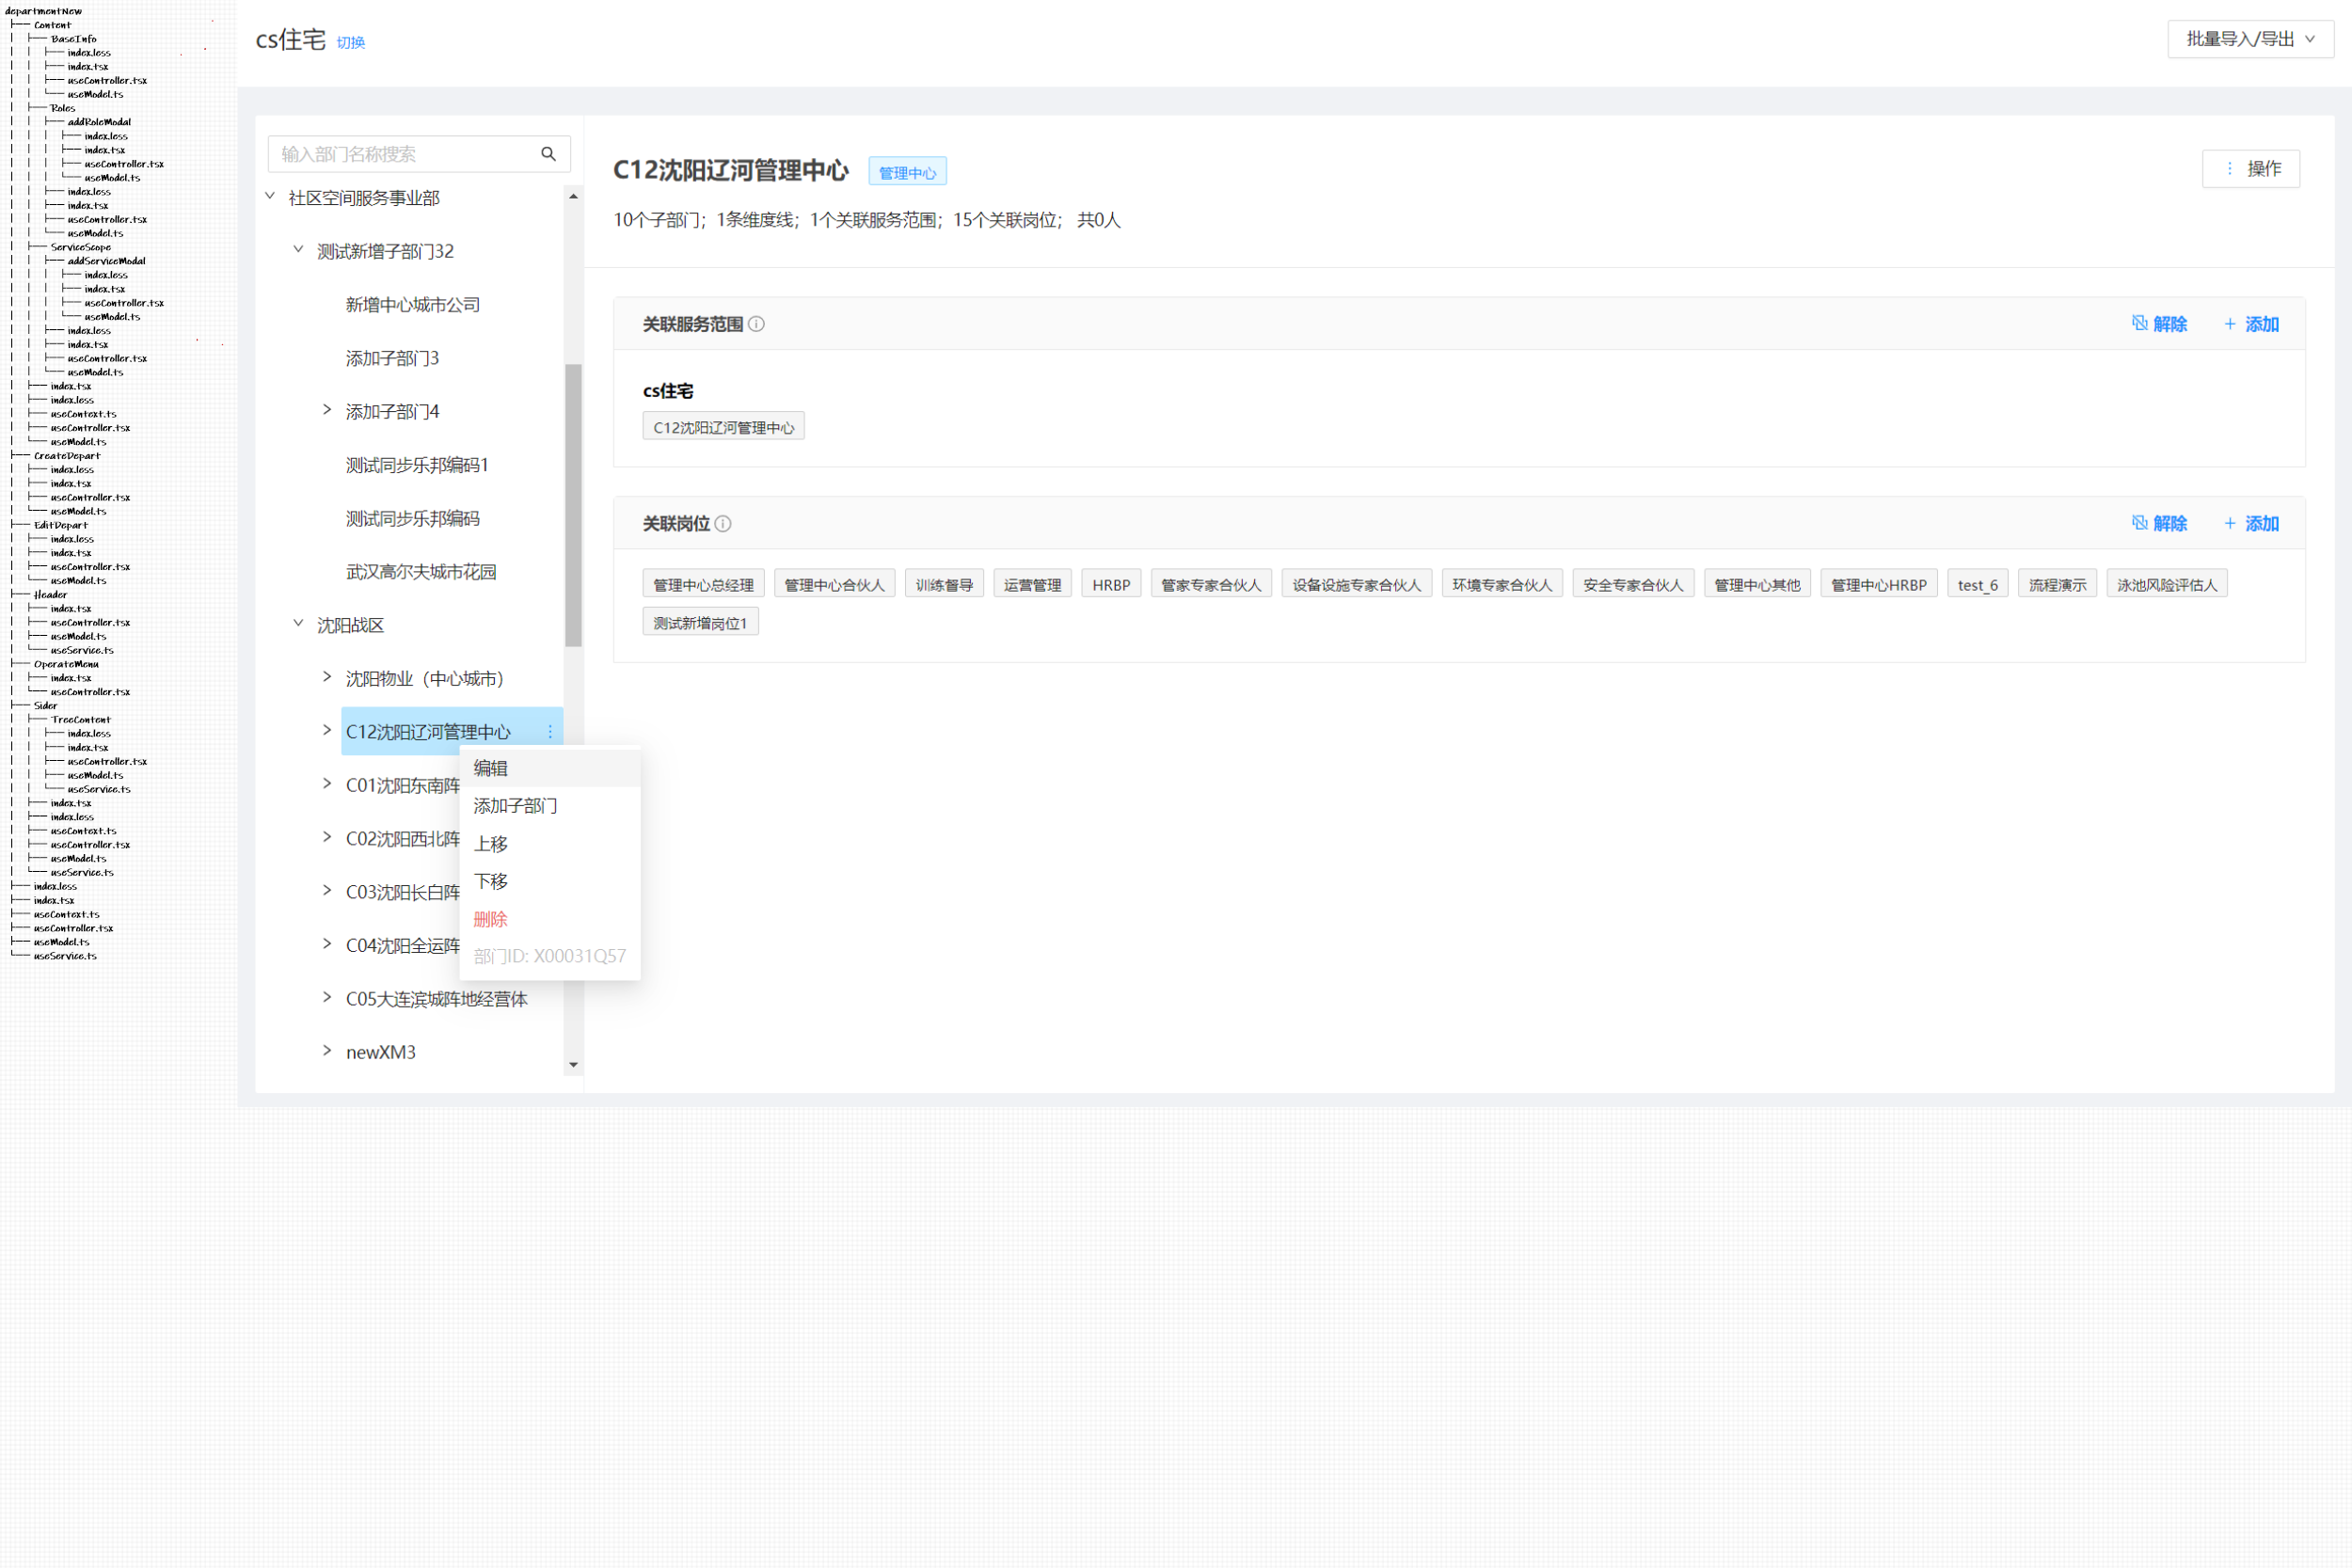 departmentNew
├── Content
│ ├── BaseInfo
│ │ ├── index.less
│ │ ├── index.tsx
│ │ ├── useController.tsx
│ │ └── useModel.ts
│ ├── Roles
│ │ ├── addRoleModal
│ │ │ ├── index.less
│ │ │ ├── index.tsx
│ │ │ ├── useController.tsx
│ │ │ └── useModel.ts
│ │ ├── index.less
│ │ ├── index.tsx
│ │ ├── useController.tsx
│ │ └── useModel.ts
│ ├── ServiceScope
│ │ ├── addServiceModal
│ │ │ ├── index.less
│ │ │ ├── index.tsx
│ │ │ ├── useController.tsx
│ │ │ └── useModel.ts
│ │ ├── index.less
│ │ ├── index.tsx
│ │ ├── useController.tsx
│ │ └── useModel.ts
│ ├── index.tsx
│ ├── index.less
│ ├── useContext.ts
│ ├── useController.tsx
│ └── useModel.ts
├── CreateDepart
│ ├── index.less
│ ├── index.tsx
│ ├── useController.tsx
│ └── useModel.ts
├── EditDepart
│ ├── index.less
│ ├── index.tsx
│ ├── useController.tsx
│ └── useModel.ts
├── Header
│ ├── index.tsx
│ ├── useController.tsx
│ ├── useModel.ts
│ └── useService.ts
├── OperateMenu
│ ├── index.tsx
│ └── useController.tsx
├── Sider
│ ├── TreeContent
│ │ ├── index.less
│ │ ├── index.tsx
│ │ ├── useController.tsx
│ │ ├── useModel.ts
│ │ └── useService.ts
│ ├── index.tsx
│ ├── index.less
│ ├── useContext.ts
│ ├── useController.tsx
│ ├── useModel.ts
│ └── useService.ts
├── index.less
├── index.tsx
├── useContext.ts
├── useController.tsx
├── useModel.ts
└── useService.ts
cs住宅 切换
批量导入/导出
输入部门名称搜索
社区空间服务事业部
测试新增子部门32
新增中心城市公司
添加子部门3
添加子部门4
测试同步乐邦编码1
测试同步乐邦编码
武汉高尔夫城市花园
沈阳战区
沈阳物业（中心城市）
C12沈阳辽河管理中心
C01沈阳东南阵
C02沈阳西北阵
C03沈阳长白阵
C04沈阳全运阵
C05大连滨城阵地经营体
newXM3
编辑
添加子部门
上移
下移
删除
部门ID: X00031Q57
C12沈阳辽河管理中心 管理中心
操作
10个子部门；1条维度线；1个关联服务范围；15个关联岗位； 共0人
关联服务范围 解除 + 添加
cs住宅
C12沈阳辽河管理中心
关联岗位 解除 + 添加
管理中心总经理 管理中心合伙人 训练督导 运营管理 HRBP 管家专家合伙人 设备设施专家合伙人 环境专家合伙人 安全专家合伙人 管理中心其他 管理中心HRBP test_6 流程演示 泳池风险评估人
测试新增岗位1